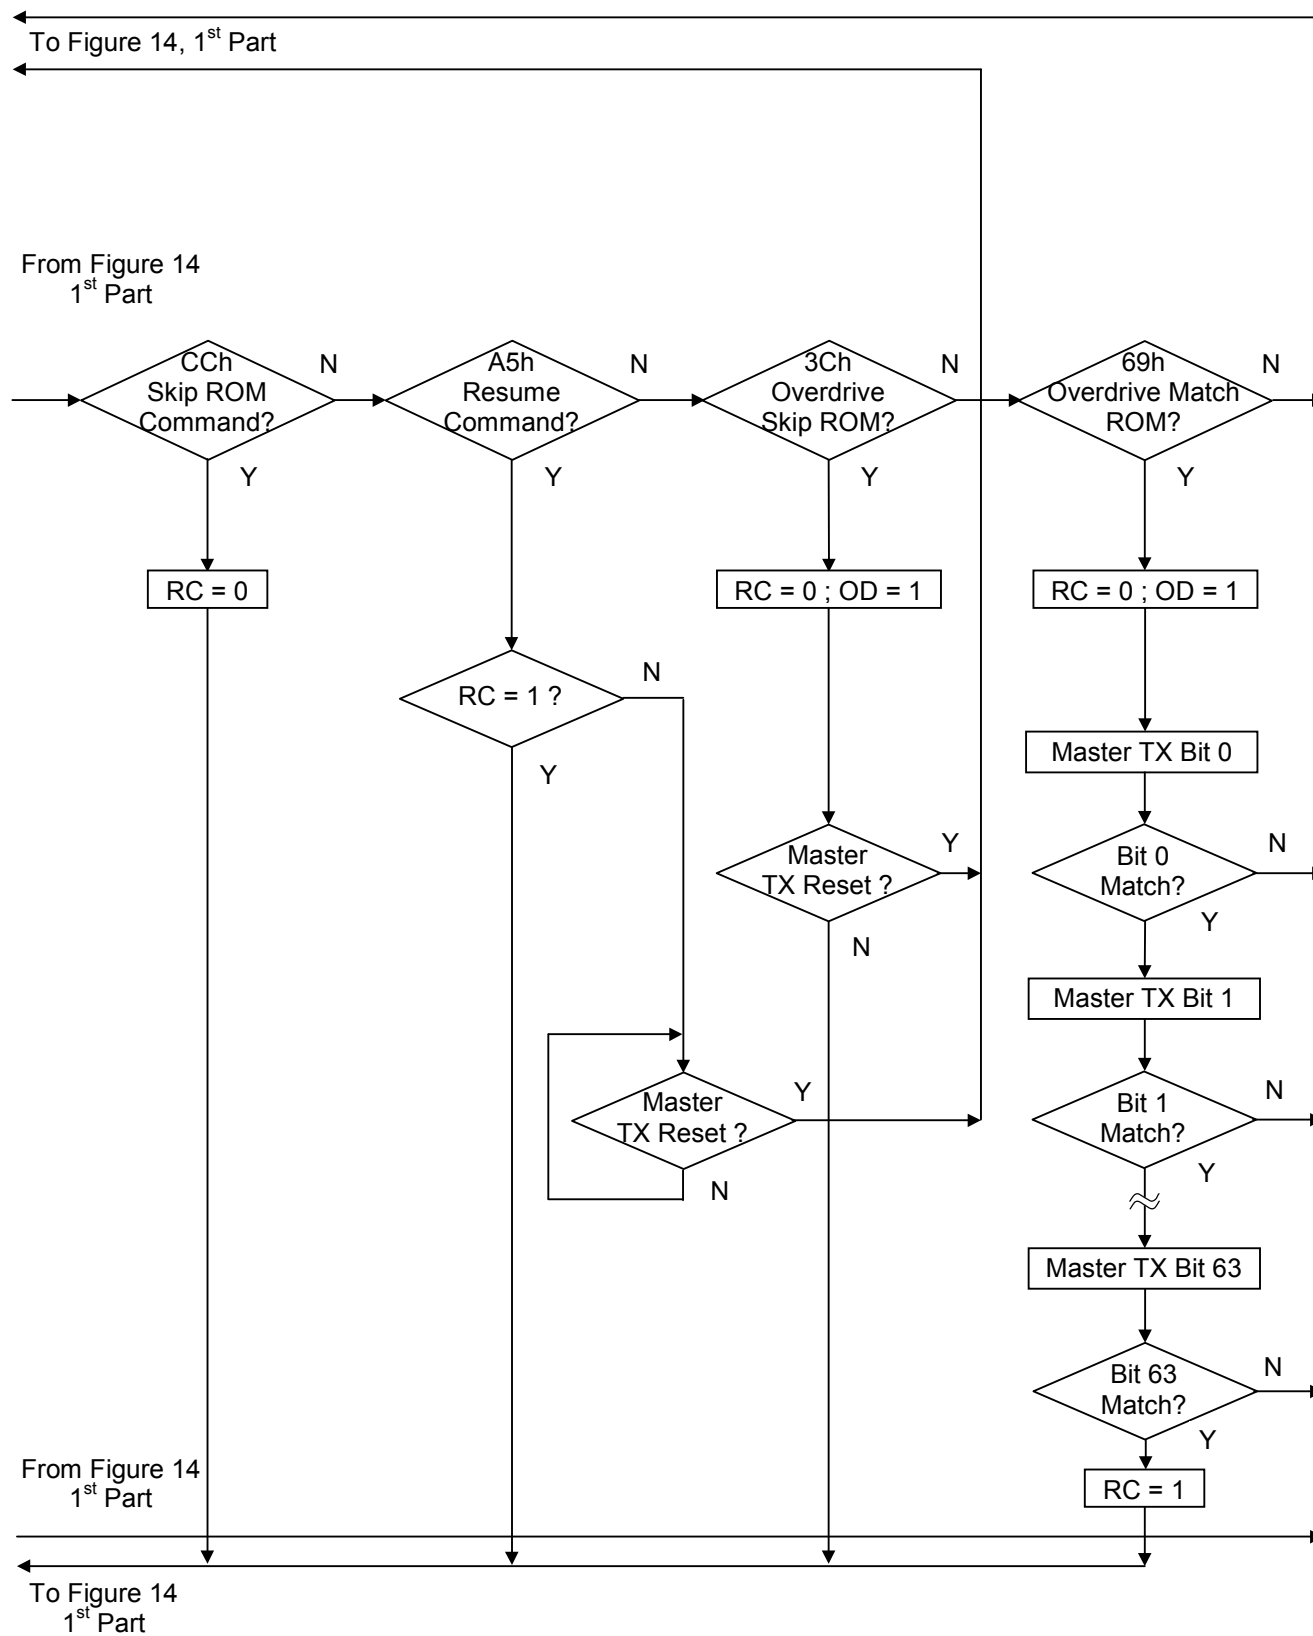 To Figure 14, 1st Part
From Figure 14
1st Part
CCh
Skip ROM
Command?
N
Y
A5h
Resume
Command?
N
Y
3Ch
Overdrive
Skip ROM?
N
Y
69h
Overdrive Match
ROM?
N
Y
RC = 0
RC = 0 ; OD = 1
RC = 0 ; OD = 1
RC = 1 ?
N
Y
Master TX Bit 0
Master
TX Reset ?
Y
N
Bit 0
Match?
N
Y
Master TX Bit 1
Master
TX Reset ?
Y
N
Bit 1
Match?
N
Y
Master TX Bit 63
Bit 63
Match?
N
Y
RC = 1
From Figure 14
1st Part
To Figure 14
1st Part